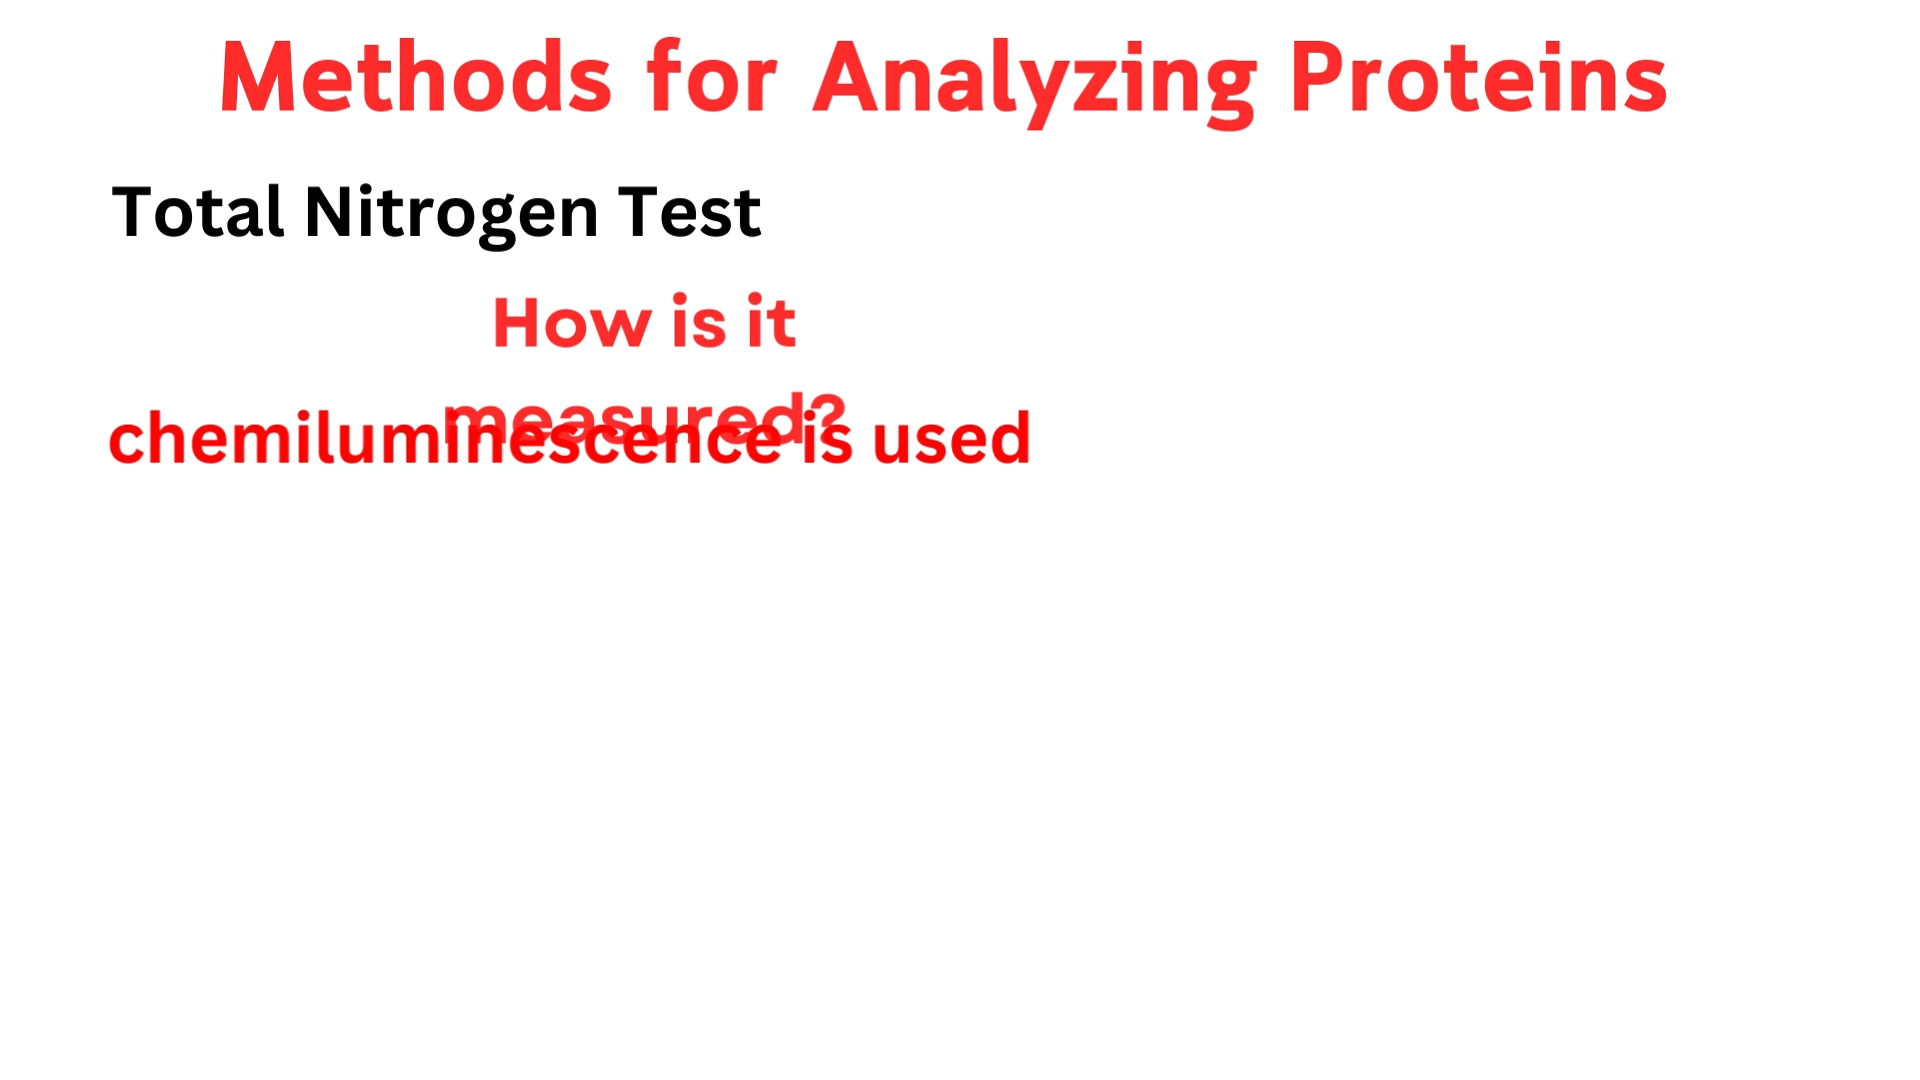 Methods for Analyzing Proteins
Total Nitrogen Test
How is it
measured?
chemiluminescence is used